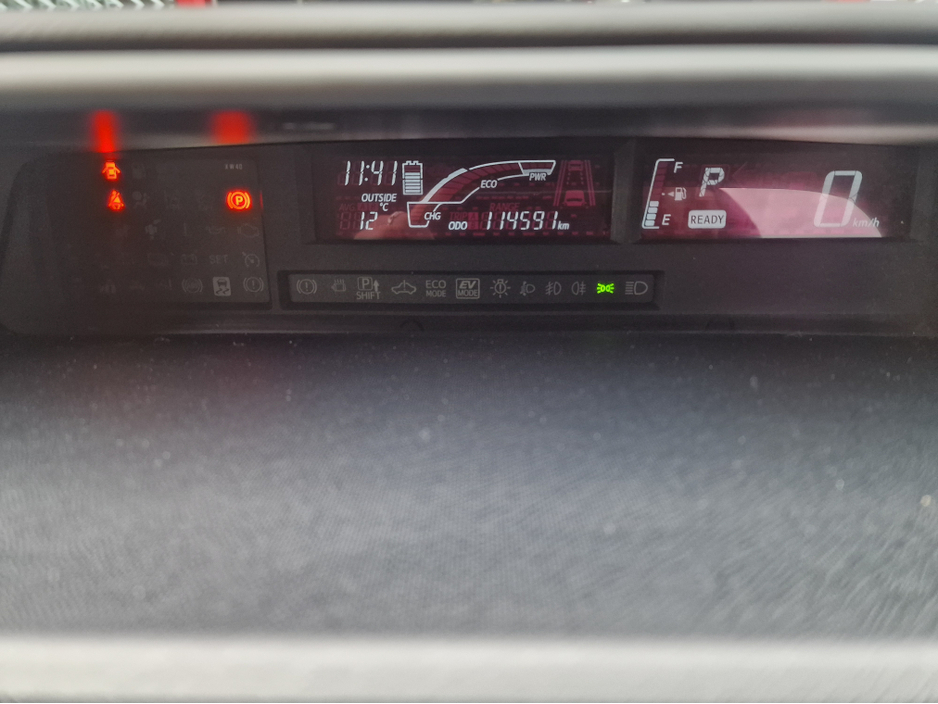 11:41
OUTSIDE
°C
12
CHG
ECO
PWR
ODO 114591 km
F
E
P
READY
0 km/h
SET
P
SHIFT
ECO
MODE
EV
MODE